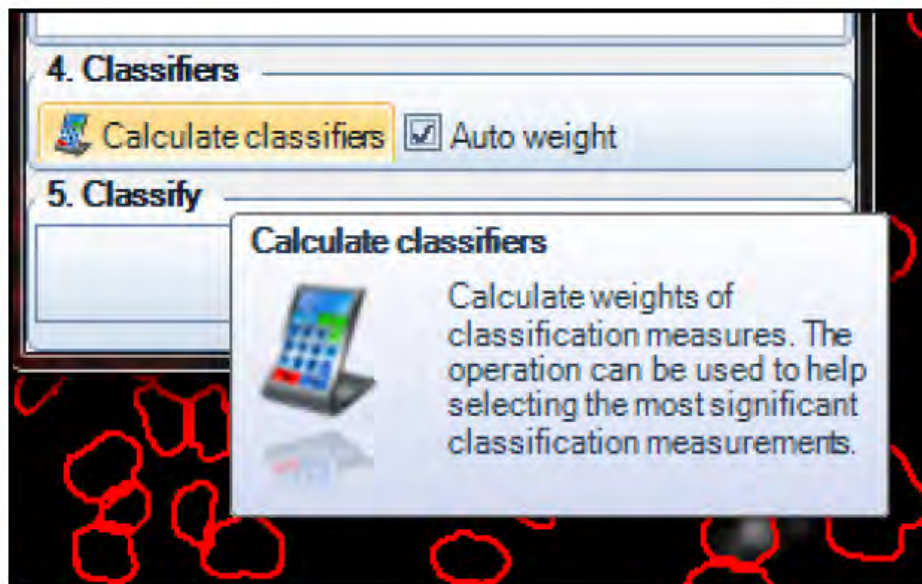 4. Classifiers
Calculate classifiers Auto weight
5. Classify
Calculate classifiers
Calculate weights of
classification measures. The
operation can be used to help
selecting the most significant
classification measurements.